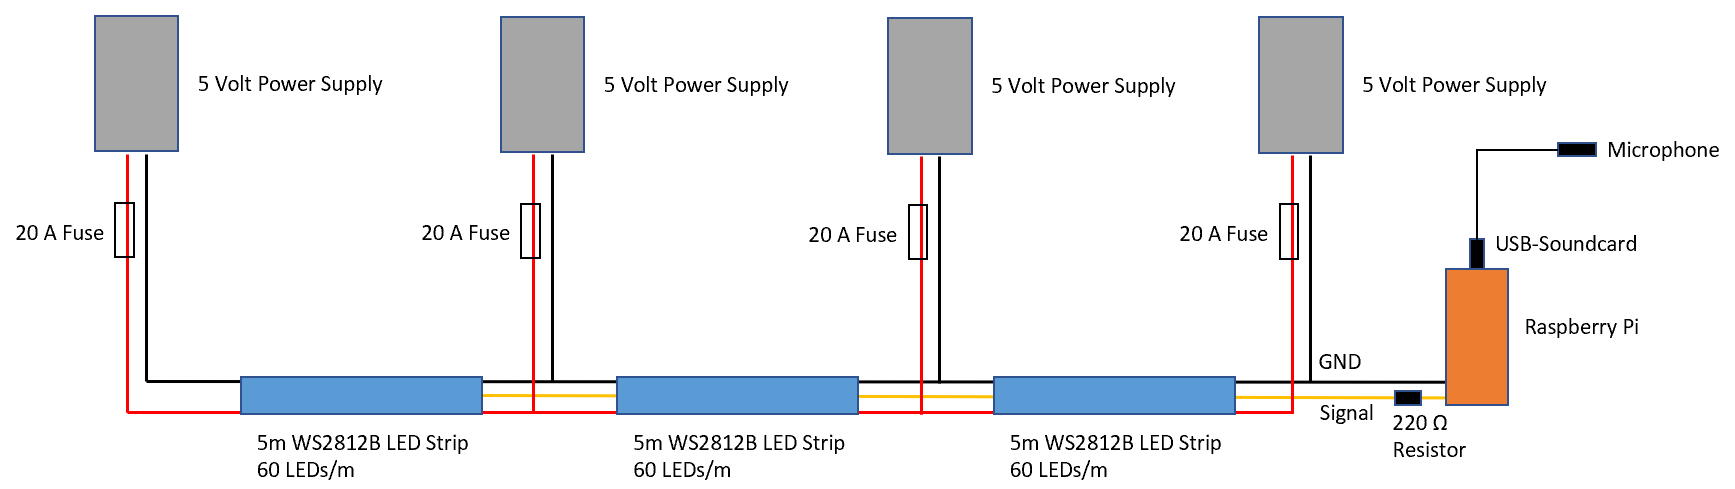 5 Volt Power Supply
5 Volt Power Supply
5 Volt Power Supply
5 Volt Power Supply
Microphone
20 A Fuse
20 A Fuse
20 A Fuse
20 A Fuse
USB-Soundcard
Raspberry Pi
GND
Signal
220 Ω
Resistor
5m WS2812B LED Strip
60 LEDs/m
5m WS2812B LED Strip
60 LEDs/m
5m WS2812B LED Strip
60 LEDs/m